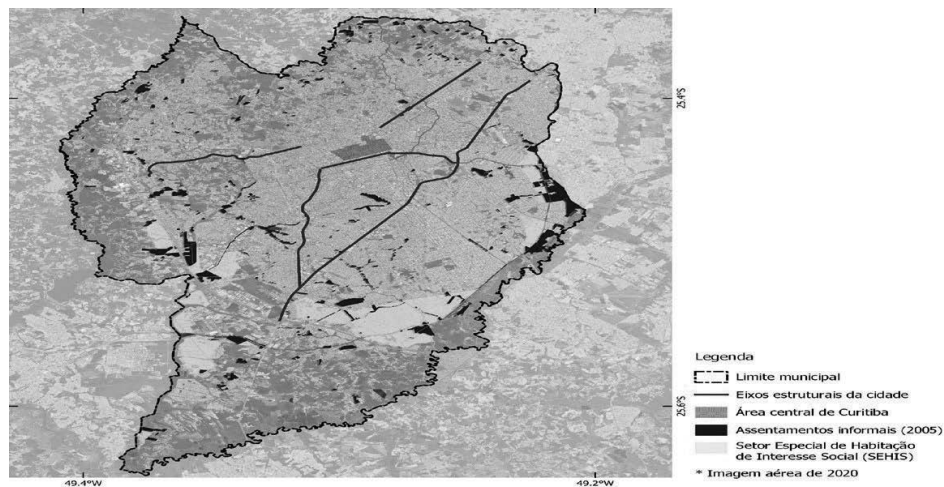 25.4°S
Legenda
Limite municipal
Eixos estruturais da cidade
Área central de Curitiba
25.6°S
Assentamentos informais (2005)
Setor Especial de Habitação
de Interesse Social (SEHIS)
* Imagem aérea de 2020
49.4°W
49.2°W